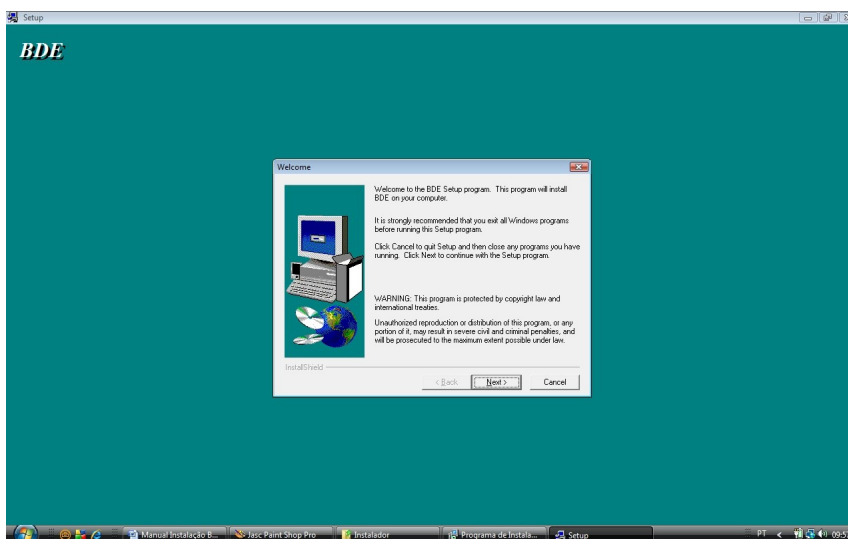 Setup
BDE
Welcome
Welcome to the BDE Setup program. This program will install
BDE on your computer.
It is strongly recommended that you exit all Windows programs
before running this Setup program.
Click Cancel to quit Setup and then close any programs you have
running. Click Next to continue with the Setup program.
WARNING: This program is protected by copyright law and
international treaties.
Unauthorized reproduction or distribution of this program, or any
portion of it, may result in severe civil and criminal penalties, and
will be prosecuted to the maximum extent possible under law.
InstallShield
< Back Next > Cancel
Manual Instalação B... Jasc Paint Shop Pro Instalador Programa de Instala... Setup PT < 09:5